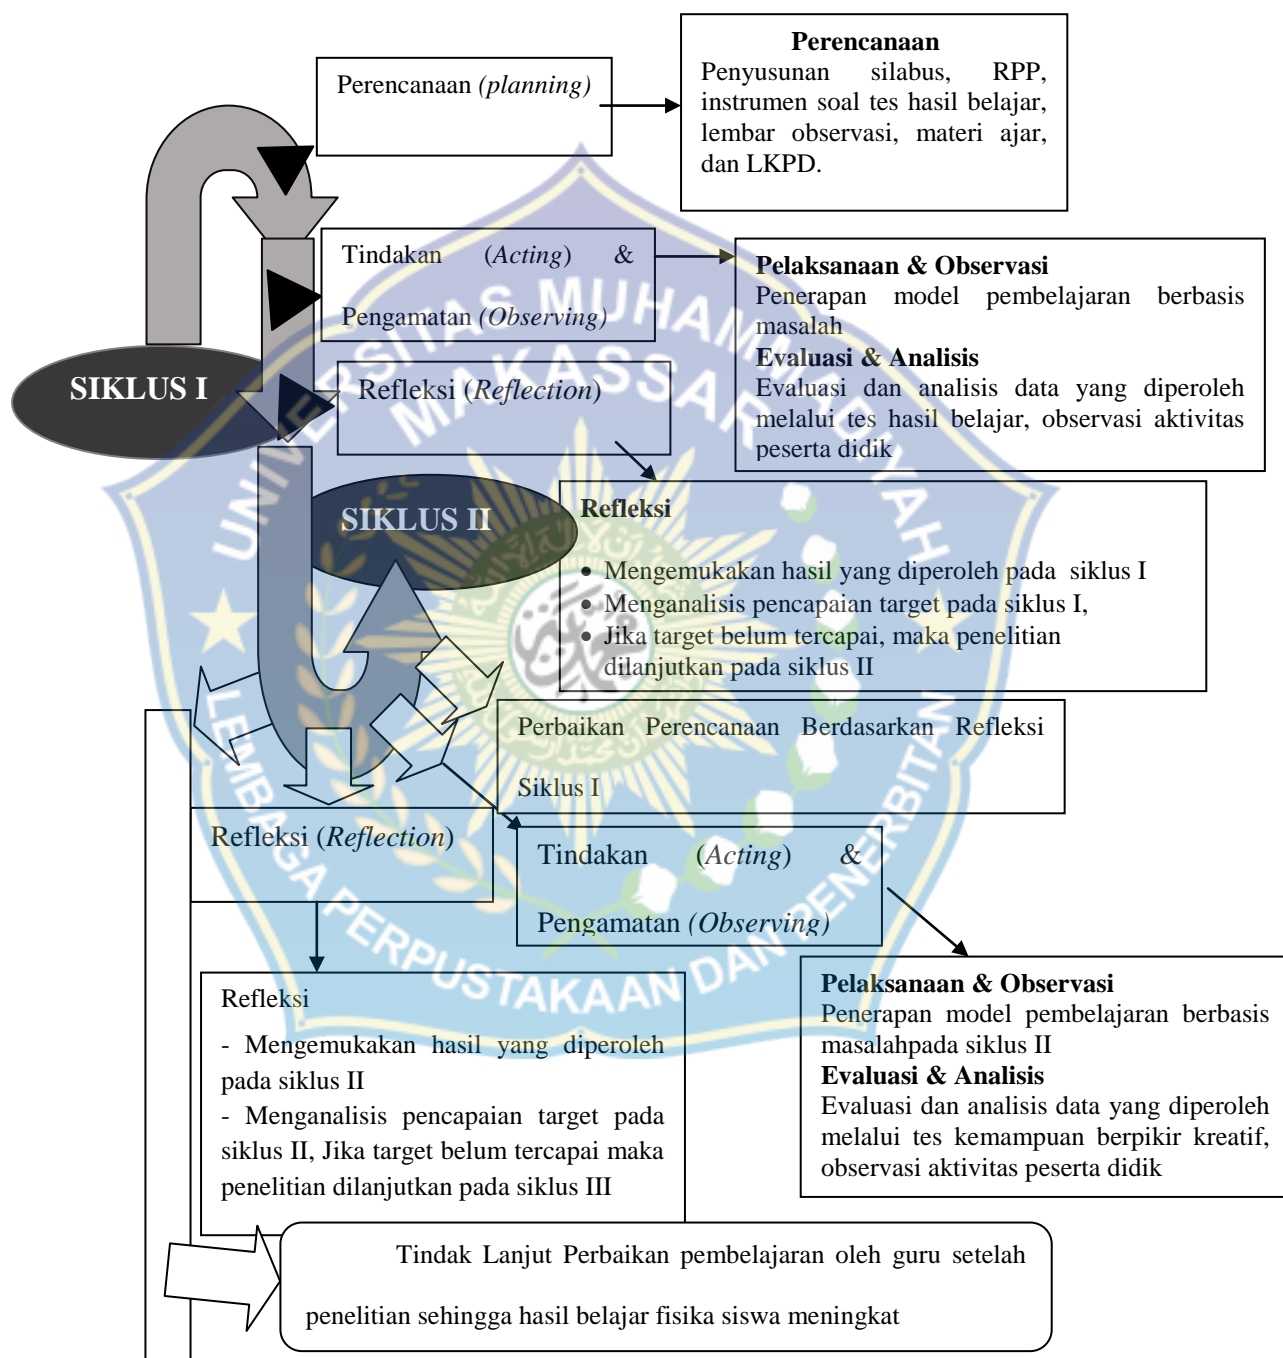 Perencanaan (planning)
Perencanaan
Penyusunan silabus, RPP,
instrumen soal tes hasil belajar,
lembar observasi, materi ajar,
dan LKPD.
Tindakan (Acting) &
Pengamatan (Observing)
Pelaksanaan & Observasi
Penerapan model pembelajaran berbasis
masalah
Evaluasi & Analisis
Evaluasi dan analisis data yang diperoleh
melalui tes hasil belajar, observasi aktivitas
peserta didik
SIKLUS I
Refleksi (Reflection)
SIKLUS II
Refleksi
• Mengemukakan hasil yang diperoleh pada siklus I
• Menganalisis pencapaian target pada siklus I,
• Jika target belum tercapai, maka penelitian
dilanjutkan pada siklus II
Perbaikan Perencanaan Berdasarkan Refleksi
Siklus I
Refleksi (Reflection)
Tindakan (Acting) &
Pengamatan (Observing)
Pelaksanaan & Observasi
Penerapan model pembelajaran berbasis
masalahpada siklus II
Evaluasi & Analisis
Evaluasi dan analisis data yang diperoleh
melalui tes kemampuan berpikir kreatif,
observasi aktivitas peserta didik
Refleksi
- Mengemukakan hasil yang diperoleh
pada siklus II
- Menganalisis pencapaian target pada
siklus II, Jika target belum tercapai maka
penelitian dilanjutkan pada siklus III
Tindak Lanjut Perbaikan pembelajaran oleh guru setelah
penelitian sehingga hasil belajar fisika siswa meningkat
UNIVERSITAS MUHAMMADIYAH
MAKASSAR
LEMBAGA PERPUSTAKAAN DAN PENERBITAN